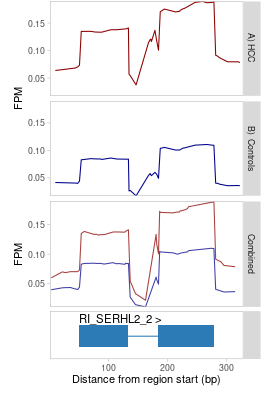 0.15
0.10
0.05
A) HCC
FPM
0.15
0.10
0.05
B) Controls
0.15
0.10
0.05
FPM
Combined
RI_SERHL2_2 >
0
100
200
300
Distance from region start (bp)